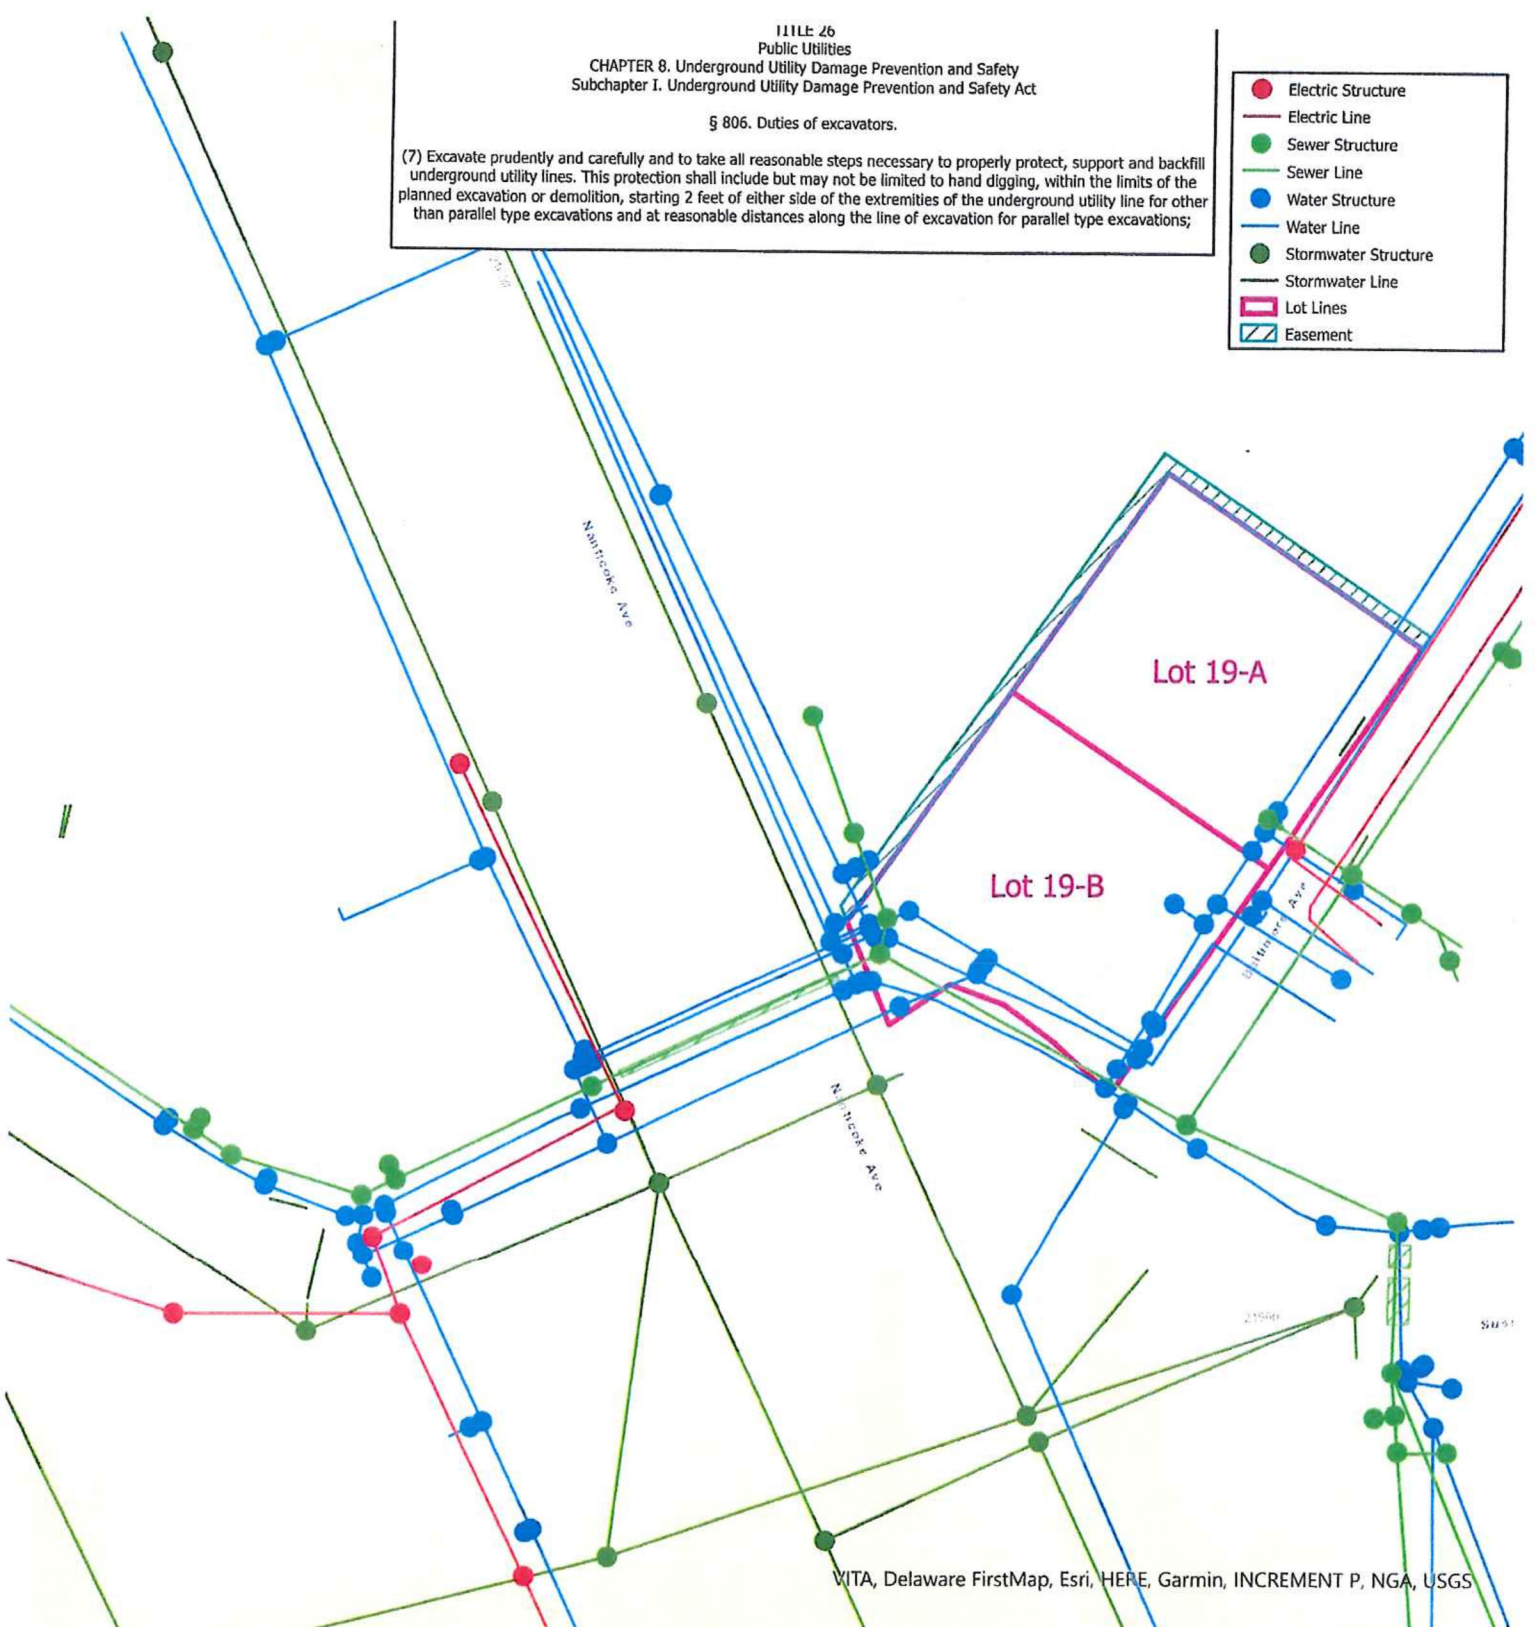 TITLE 26
Public Utilities
CHAPTER 8. Underground Utility Damage Prevention and Safety
Subchapter I. Underground Utility Damage Prevention and Safety Act
§ 806. Duties of excavators.
(7) Excavate prudently and carefully and to take all reasonable steps necessary to properly protect, support and backfill
underground utility lines. This protection shall include but may not be limited to hand digging, within the limits of the
planned excavation or demolition, starting 2 feet of either side of the extremities of the underground utility line for other
than parallel type excavations and at reasonable distances along the line of excavation for parallel type excavations;
Electric Structure
Electric Line
Sewer Structure
Sewer Line
Water Structure
Water Line
Stormwater Structure
Stormwater Line
Lot Lines
Easement
Nanticoke Ave
Lot 19-A
Lot 19-B
Baltimore Ave
Nanticoke Ave
VITA, Delaware FirstMap, Esri, HERE, Garmin, INCREMENT P, NGA, USGS